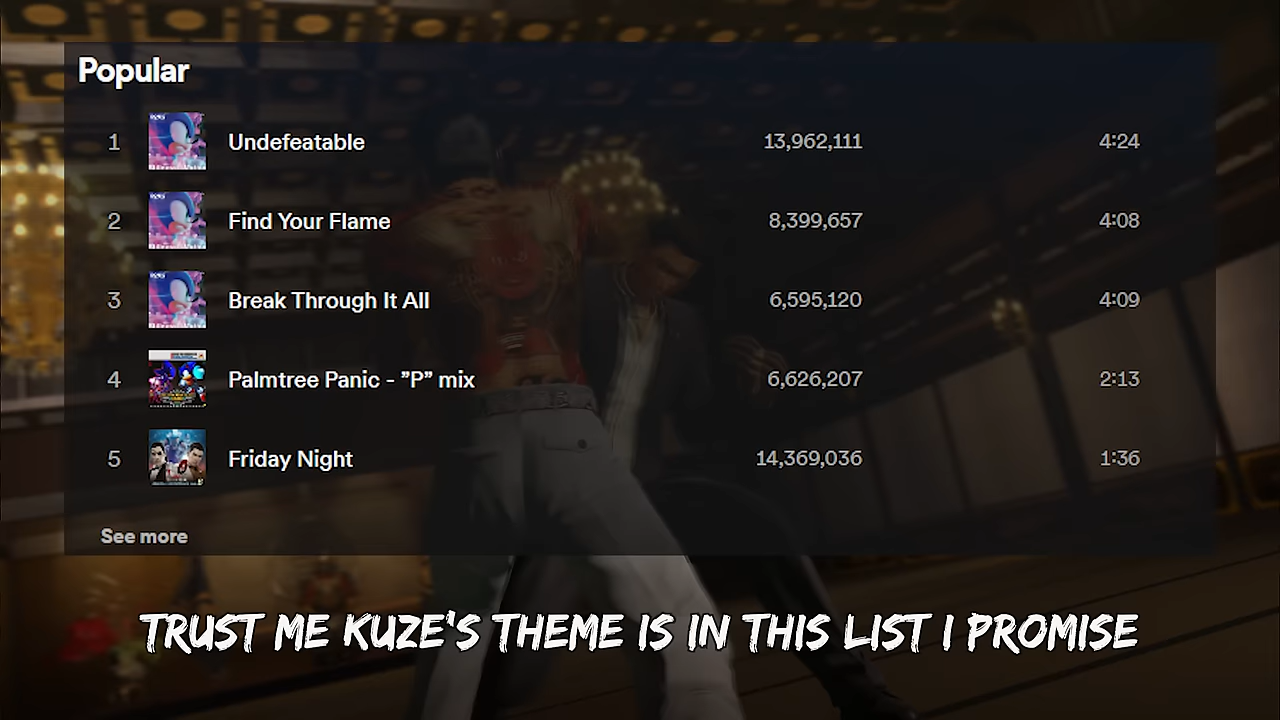 Popular
1 Undefeatable 13,962,111 4:24
2 Find Your Flame 8,399,657 4:08
3 Break Through It All 6,595,120 4:09
4 Palmtree Panic - ”P” mix 6,626,207 2:13
5 Friday Night 14,369,036 1:36
See more
TRUST ME KUZE'S THEME IS IN THIS LIST I PROMISE